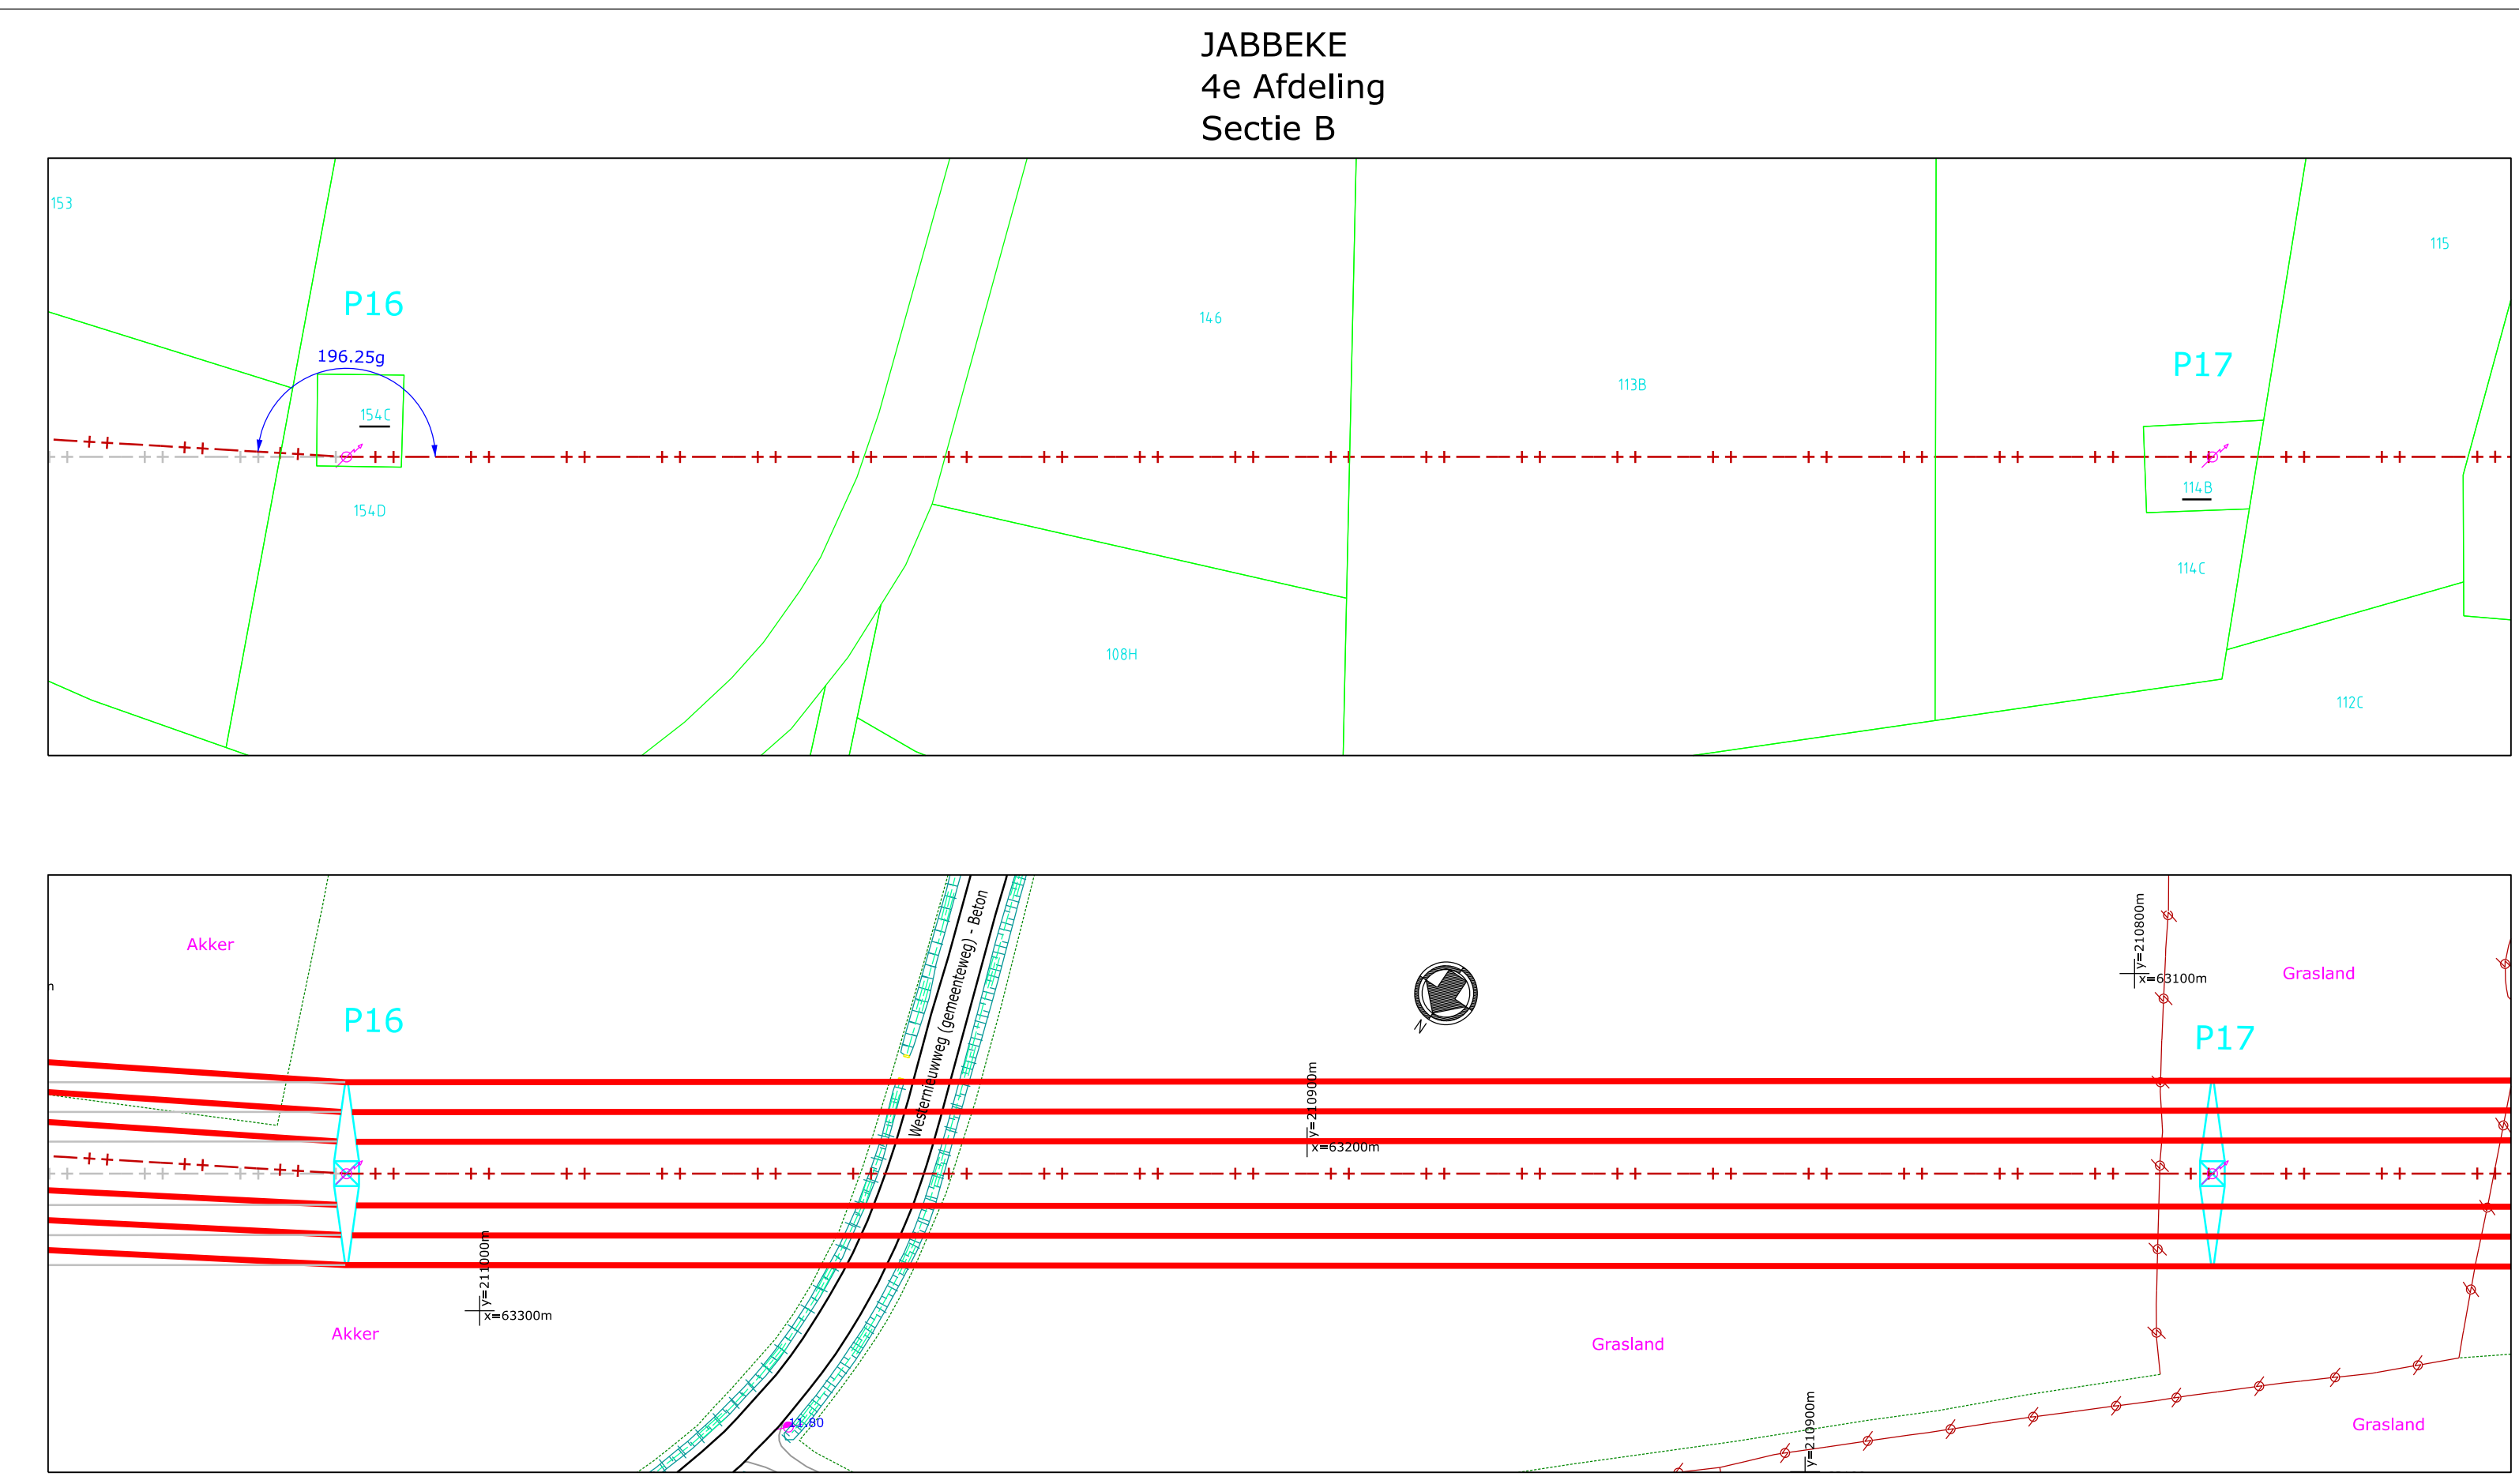 JABBEKE
4e Afdeling
Sectie B
153
115
P16
146
196.25g
P17
113B
154C
114B
154D
114C
108H
112C
Westernieuwweg (gemeenteweg) - Beton
Akker
y=210800m
x=63100m
Grasland
P16
N
P17
y=210900m
x=63200m
y=211000m
x=63300m
Akker
Grasland
11.80
y=210900m
Grasland